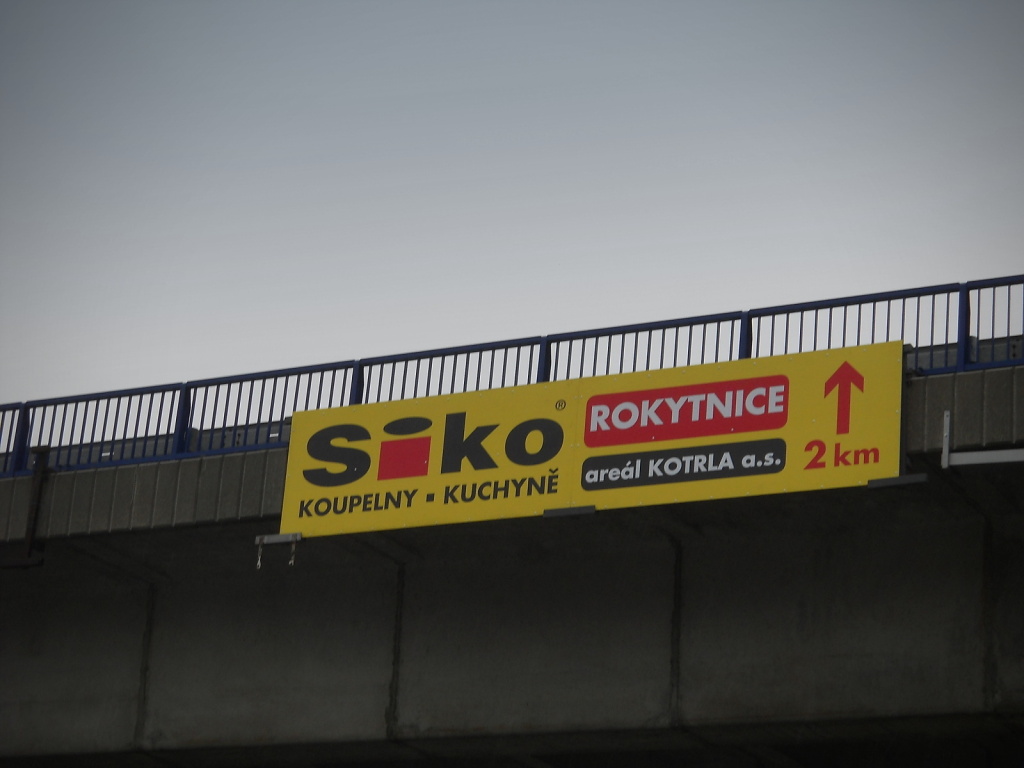 siko®
KOUPELNY ▪ KUCHYNĚ
ROKYTNICE
areál KOTRLA a.s.
2 km